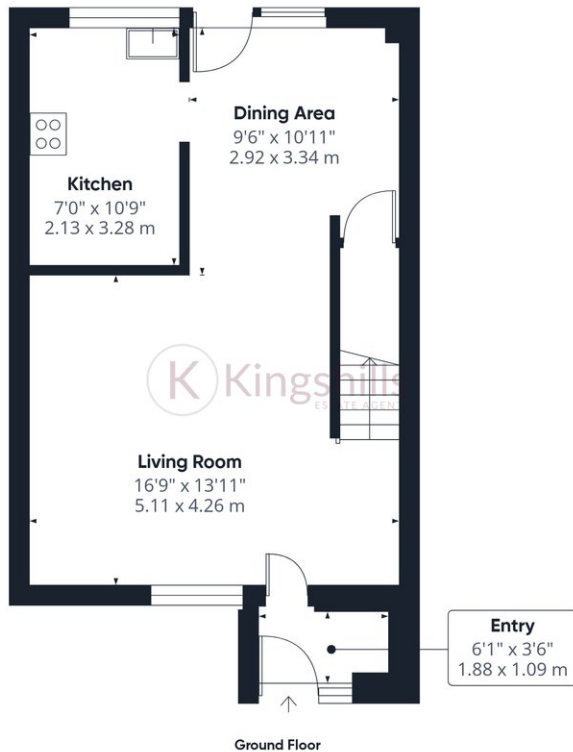 Dining Area
9'6" x 10'11"
2.92 x 3.34 m
Kitchen
7'0" x 10'9"
2.13 x 3.28 m
K Kingshills
ESTATE AGENT
Living Room
16'9" x 13'11"
5.11 x 4.26 m
Entry
6'1" x 3'6"
1.88 x 1.09 m
Ground Floor